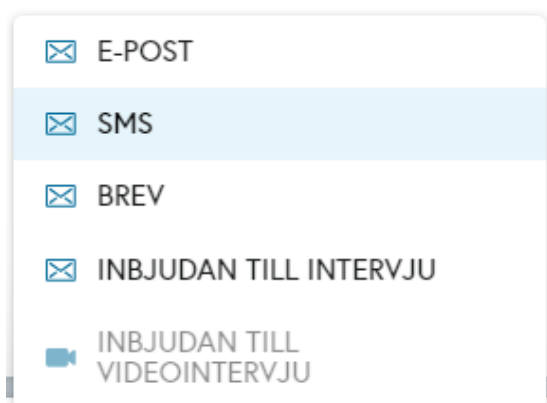 E-POST
SMS
BREV
INBJUDAN TILL INTERVJU
INBJUDAN TILL
VIDEOINTERVJU